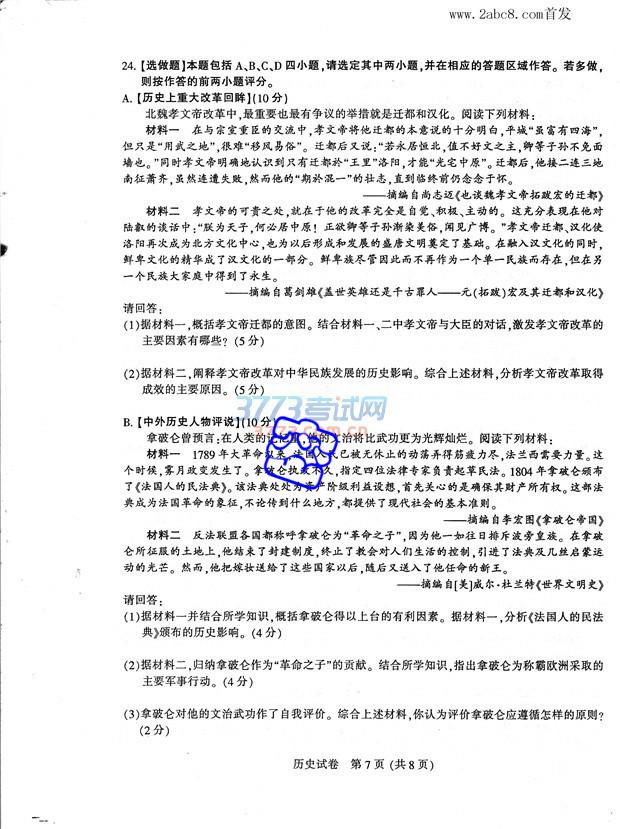 www.2abc8.com首发
24.【选做题】本题包括 A、B、C、D 四小题,请选定其中两小题,并在相应的答题区域作答。若多做,
则按作答的前两小题评分。
A.【历史上重大改革回眸】(10 分)
北魏孝文帝改革中,最重要也最有争议的举措就是迁都和汉化。阅读下列材料:
材料一 在与宗室重臣的交流中,孝文帝将他迁都的本意说的十分明白,平城“虽富有四海”,
但只是“用武之地”,很难“移风易俗”。迁都后又说:“若永居恒北,值不好文之主,卿等子孙不免面
墙也。”同时孝文帝明确地认识到只有迁都於“王里”洛阳,才能“光宅中原”。迁都后,他接二连三地
南征萧齐,虽然连遭失败,然而他的“期於混一”的壮志,直到临终前仍念念于怀。
——摘编自尚志迈《也谈魏孝文帝拓跋宏的迁都》
材料二 孝文帝的可贵之处,就在于他的改革完全是自觉、积极、主动的。这充分表现在他对
陆叡的谈话中:“朕为天子,何必居中原!正欲卿等子孙渐染美俗,闻见广博。”孝文帝迁都、汉化使
洛阳再次成为北方文化中心,也为以后形成和发展的盛唐文明奠定了基础。在融入汉文化的同时,
鲜卑文化的精华成了汉文化的一部分。鲜卑族尽管因此而不再作为一个单一民族而存在,但在另
一个民族大家庭中得到了永生。
——摘编自葛剑雄《盖世英雄还是千古罪人——元(拓跋)宏及其迁都和汉化》
请回答:
(1)据材料一,概括孝文帝迁都的意图。结合材料一、二中孝文帝与大臣的对话,激发孝文帝改革的
主要因素有哪些?(5 分)
(2)据材料二,阐释孝文帝改革对中华民族发展的历史影响。综合上述材料,分析孝文帝改革取得
成效的主要原因。(5 分)
3773考试网
3773.com.cn
B.【中外历史人物评说】(10 分)
拿破仑曾预言:在人类的记忆里,他的文治将比武功更为光辉灿烂。阅读下列材料:
材料一 1789 年大革命以来,法国人民已被无休止的动荡弄得筋疲力尽,法兰西需要力量。这
个时候,雾月政变发生了。拿破仑执政不久,指定四位法律专家负责起草民法。1804 年拿破仑颁布
了《法国人的民法典》。该法典处处为资产阶级利益设想,首先关心的是确保其财产所有权。这部法
典成为法国革命的象征,不论传到什么地方,都提供了现代社会的基本准则。
——摘编自李宏图《拿破仑帝国》
材料二 反法联盟各国都称呼拿破仑为“革命之子”,因为他一如往日排斥波旁皇族。在拿破
仑所征服的土地上,他结束了封建制度,终止了教会对人们生活的控制,引进了法典及几丝启蒙运
动的光芒。然而,他把嫁妆送给了这些国家以后,随后又送入了他任命的新王。
——摘编自[美]威尔·杜兰特《世界文明史》
请回答:
(1)据材料一并结合所学知识,概括拿破仑得以上台的有利因素。据材料一,分析《法国人的民法
典》颁布的历史影响。(4 分)
(2)据材料二,归纳拿破仑作为“革命之子”的贡献。结合所学知识,指出拿破仑为称霸欧洲采取的
主要军事行动。(4 分)
(3)拿破仑对他的文治武功作了自我评价。综合上述材料,你认为评价拿破仑应遵循怎样的原则?
(2 分)
历史试卷 第 7 页 (共 8 页)